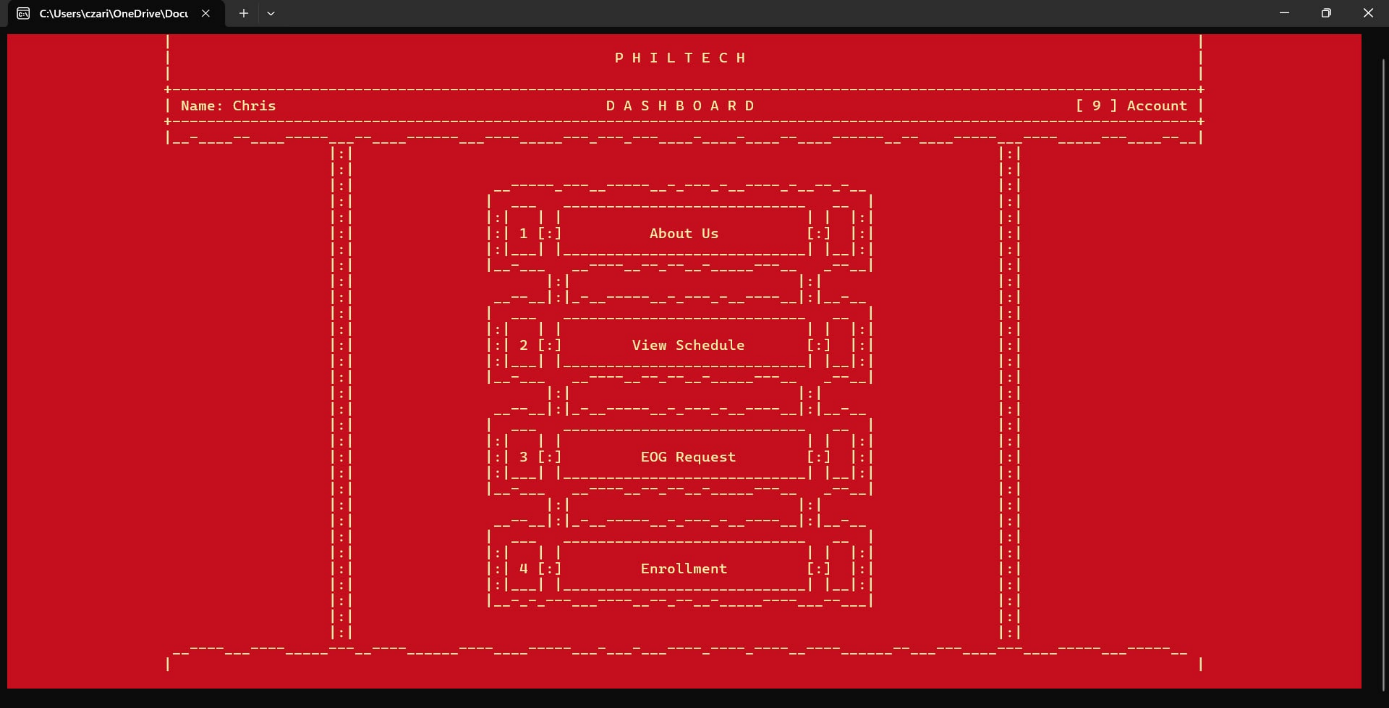 C:\Users\czari\OneDrive\Docu
P H I L T E C H
Name: Chris D A S H B O A R D [ 9 ] Account
1 [:] About Us [:]
2 [:] View Schedule [:]
3 [:] EOG Request [:]
4 [:] Enrollment [:]